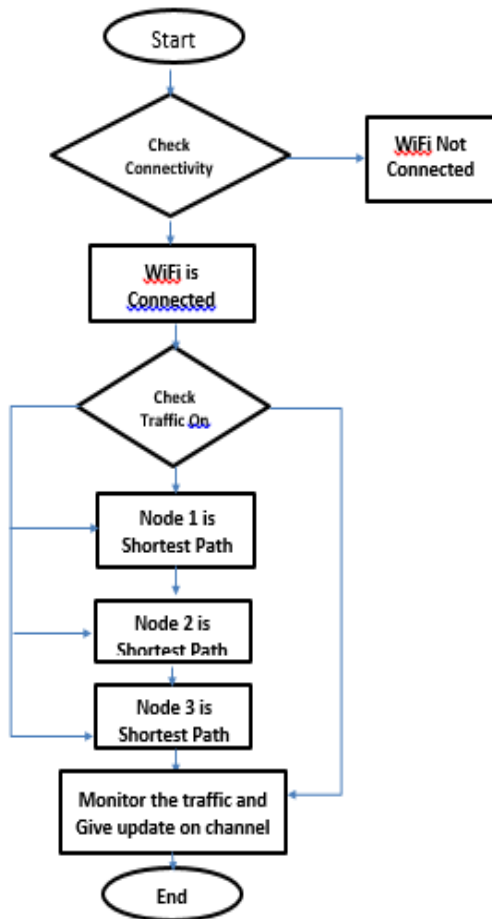 Start
Check
Connectivity
WiFi Not
Connected
WiFi is
Connected
Check
Traffic On
Node 1 is
Shortest Path
Node 2 is
Shortest Path
Node 3 is
Shortest Path
Monitor the traffic and
Give update on channel
End